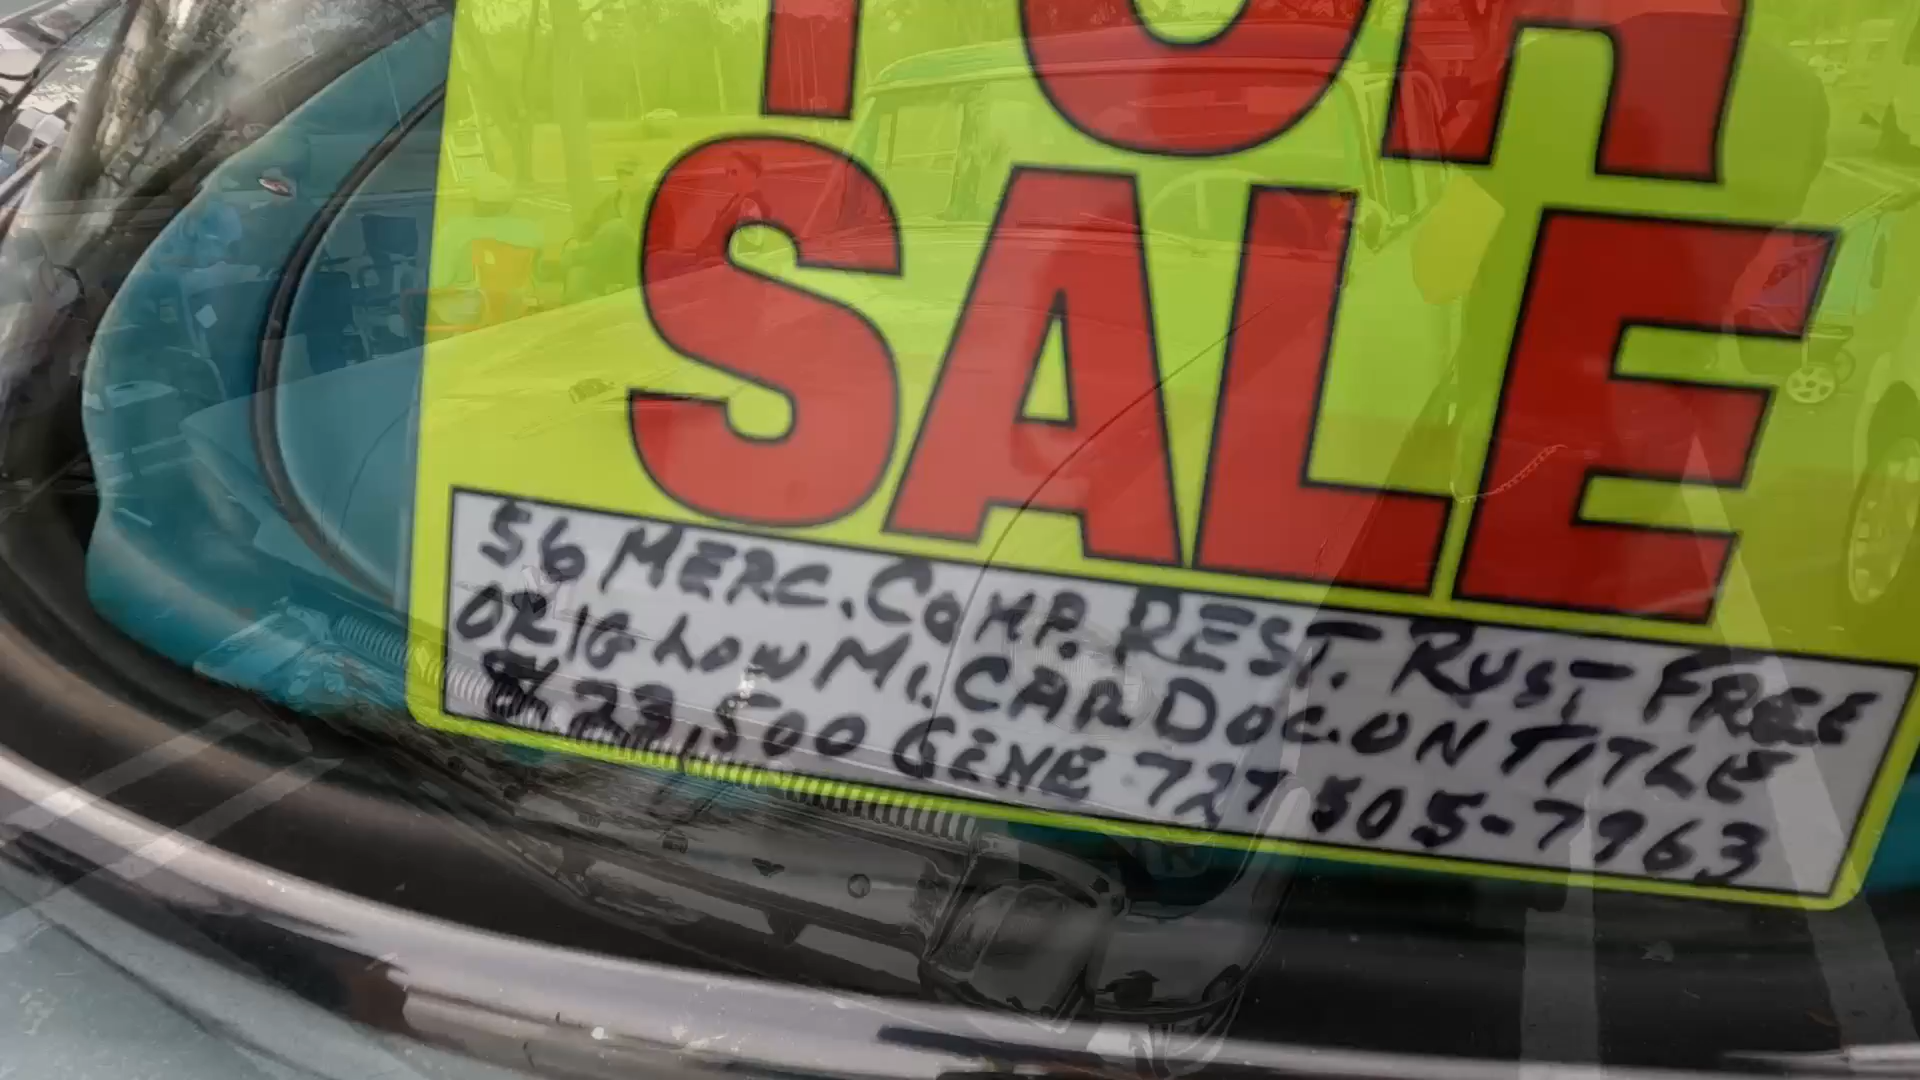 FOR
SALE
56 MERC. COMP. REST. RUST FREE
ORIG LOW MI. CAR DOC. ON TITLE
23,500 GENE 727 505-7963